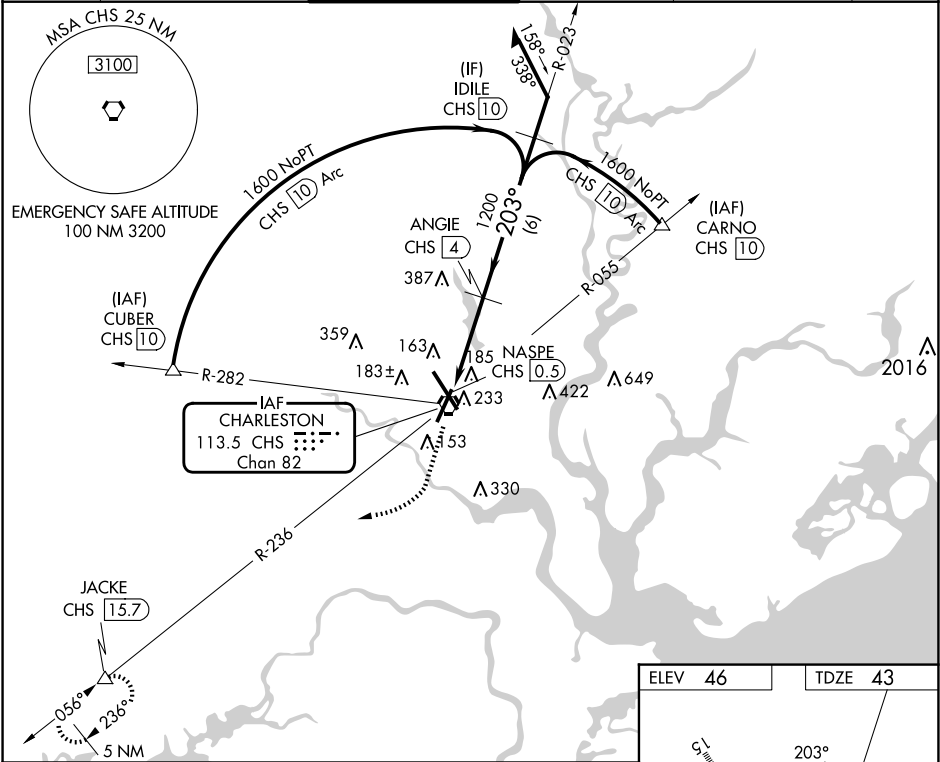 MSA CHS 25 NM
3100
EMERGENCY SAFE ALTITUDE
100 NM 3200
158°
338°
R-023
(IF)
IDILE
CHS 10
1600 NoPT
CHS 10 Arc
1600 NoPT
CHS 10 Arc
1200
203°
(6)
(IAF)
CARNO
CHS 10
ANGIE
CHS 4
R-055
387
(IAF)
CUBER
CHS 10
359
163
185
NASPE
CHS 0.5
2016
R-282
183±
233
422
649
IAF
CHARLESTON
113.5 CHS
Chan 82
153
330
R-236
JACKE
CHS 15.7
056°
236°
5 NM
ELEV 46
TDZE 43
15
203°